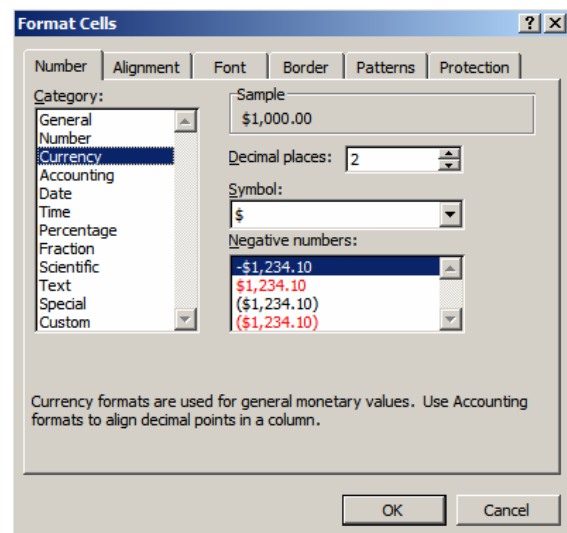 Format Cells
Number Alignment Font Border Patterns Protection
Category:
General
Number
Currency
Accounting
Date
Time
Percentage
Fraction
Scientific
Text
Special
Custom
Sample
$1,000.00
Decimal places: 2
Symbol:
$
Negative numbers:
-$1,234.10
$1,234.10
($1,234.10)
($1,234.10)
Currency formats are used for general monetary values. Use Accounting
formats to align decimal points in a column.
OK Cancel